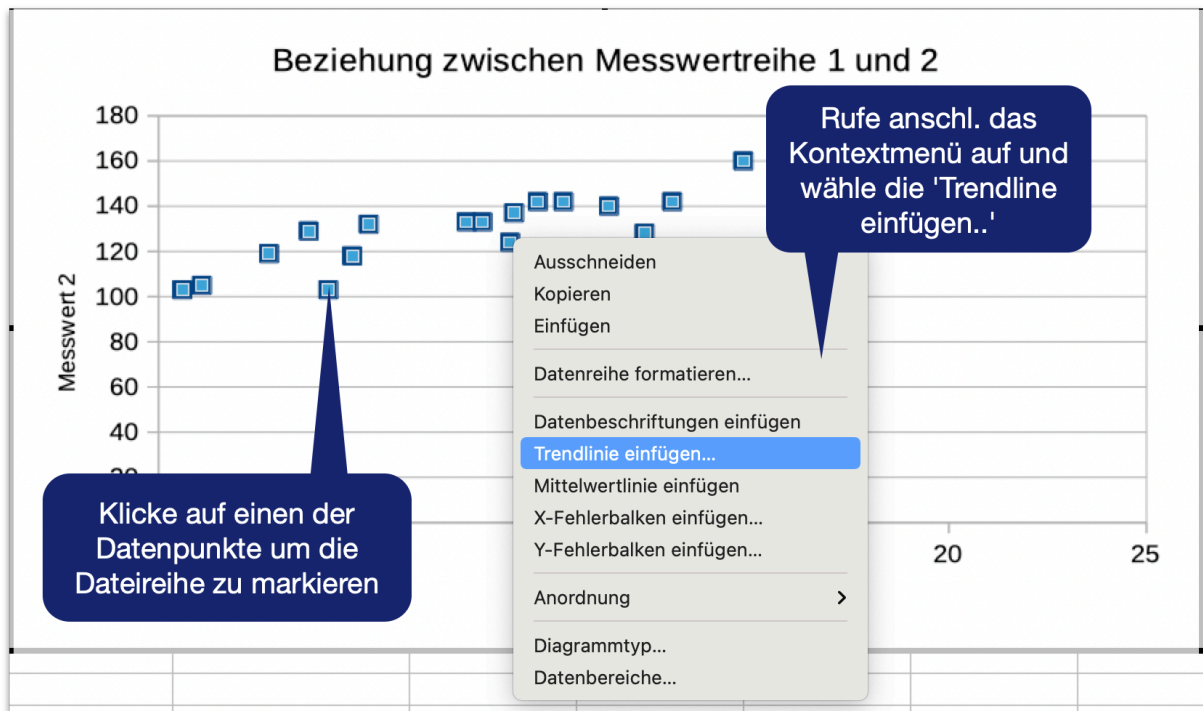 Beziehung zwischen Messwertreihe 1 und 2
180
160
140
120
100
80
60
40
20
Messwert 2
Rufe anschl. das
Kontextmenü auf und
wähle die 'Trendline
einfügen..'
Klicke auf einen der
Datenpunkte um die
Dateireihe zu markieren
Ausschneiden
Kopieren
Einfügen
Datenreihe formatieren...
Datenbeschriftungen einfügen
Trendlinie einfügen...
Mittelwertlinie einfügen
X-Fehlerbalken einfügen...
Y-Fehlerbalken einfügen...
Anordnung
Diagrammtyp...
Datenbereiche...
20
25